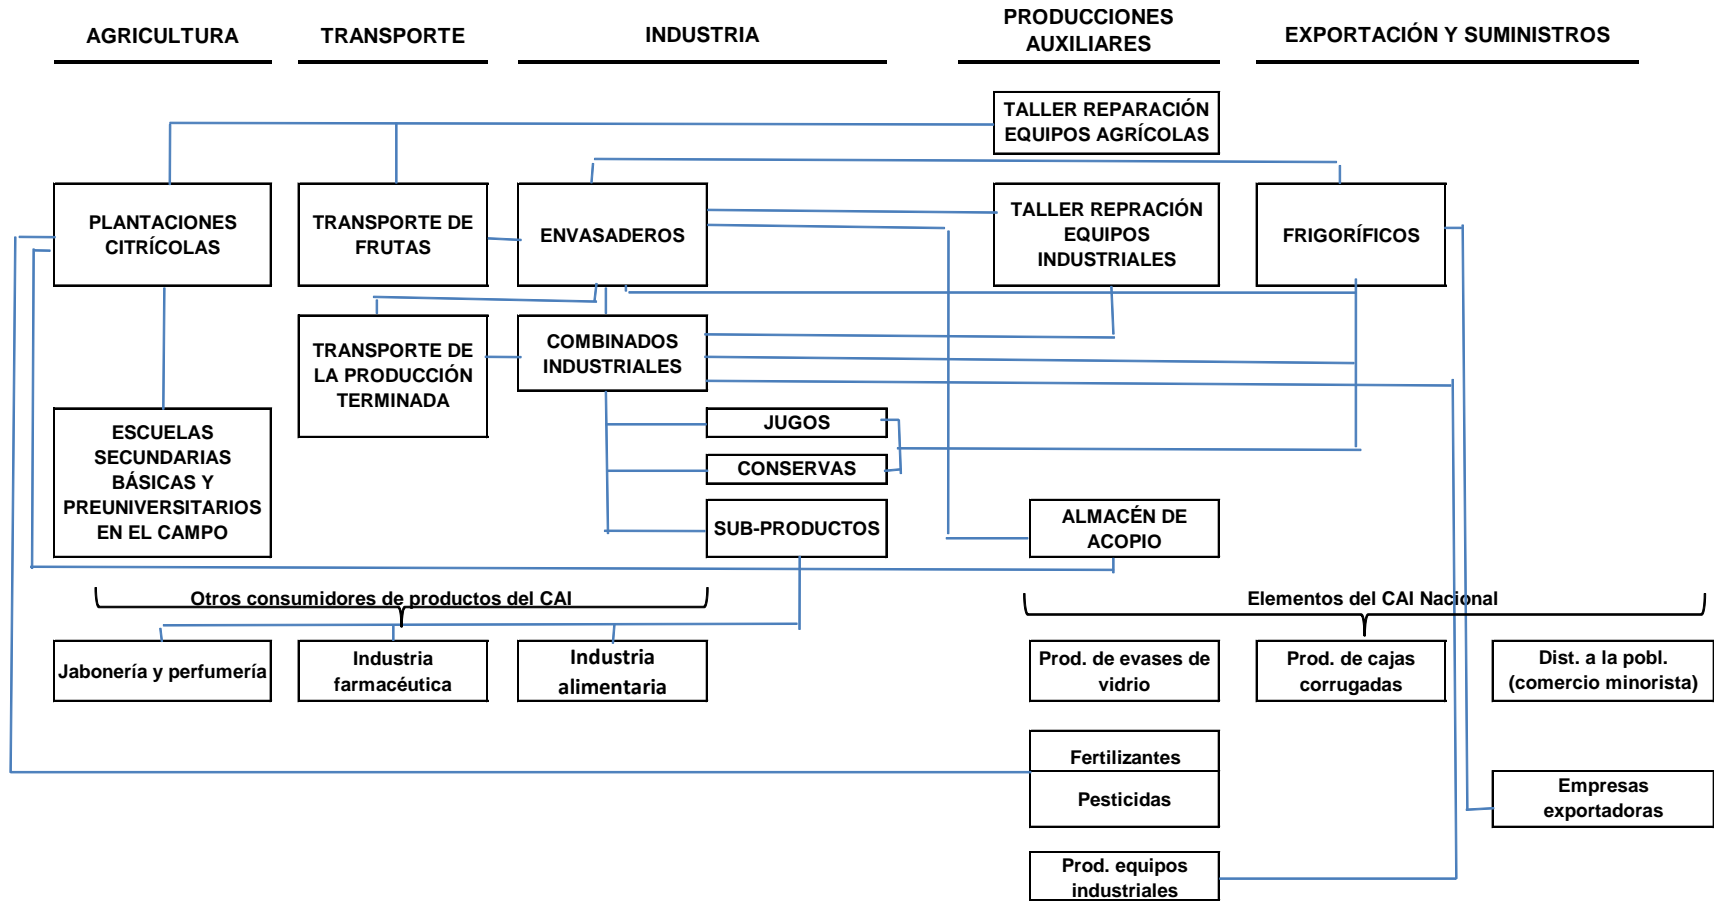 AGRICULTURA
TRANSPORTE
INDUSTRIA
PRODUCCIONES
AUXILIARES
EXPORTACIÓN Y SUMINISTROS
TALLER REPARACIÓN
EQUIPOS AGRÍCOLAS
PLANTACIONES
CITRÍCOLAS
TRANSPORTE DE
FRUTAS
ENVASADEROS
TALLER REPRACIÓN
EQUIPOS
INDUSTRIALES
FRIGORÍFICOS
TRANSPORTE DE
LA PRODUCCIÓN
TERMINADA
COMBINADOS
INDUSTRIALES
ESCUELAS
SECUNDARIAS
BÁSICAS Y
PREUNIVERSITARIOS
EN EL CAMPO
JUGOS
CONSERVAS
SUB-PRODUCTOS
ALMACÉN DE
ACOPIO
Otros consumidores de productos del CAI
Elementos del CAI Nacional
Jabonería y perfumería
Industria
farmacéutica
Industria
alimentaria
Prod. de evases de
vidrio
Prod. de cajas
corrugadas
Dist. a la pobl.
(comercio minorista)
Fertilizantes
Pesticidas
Empresas
exportadoras
Prod. equipos
industriales